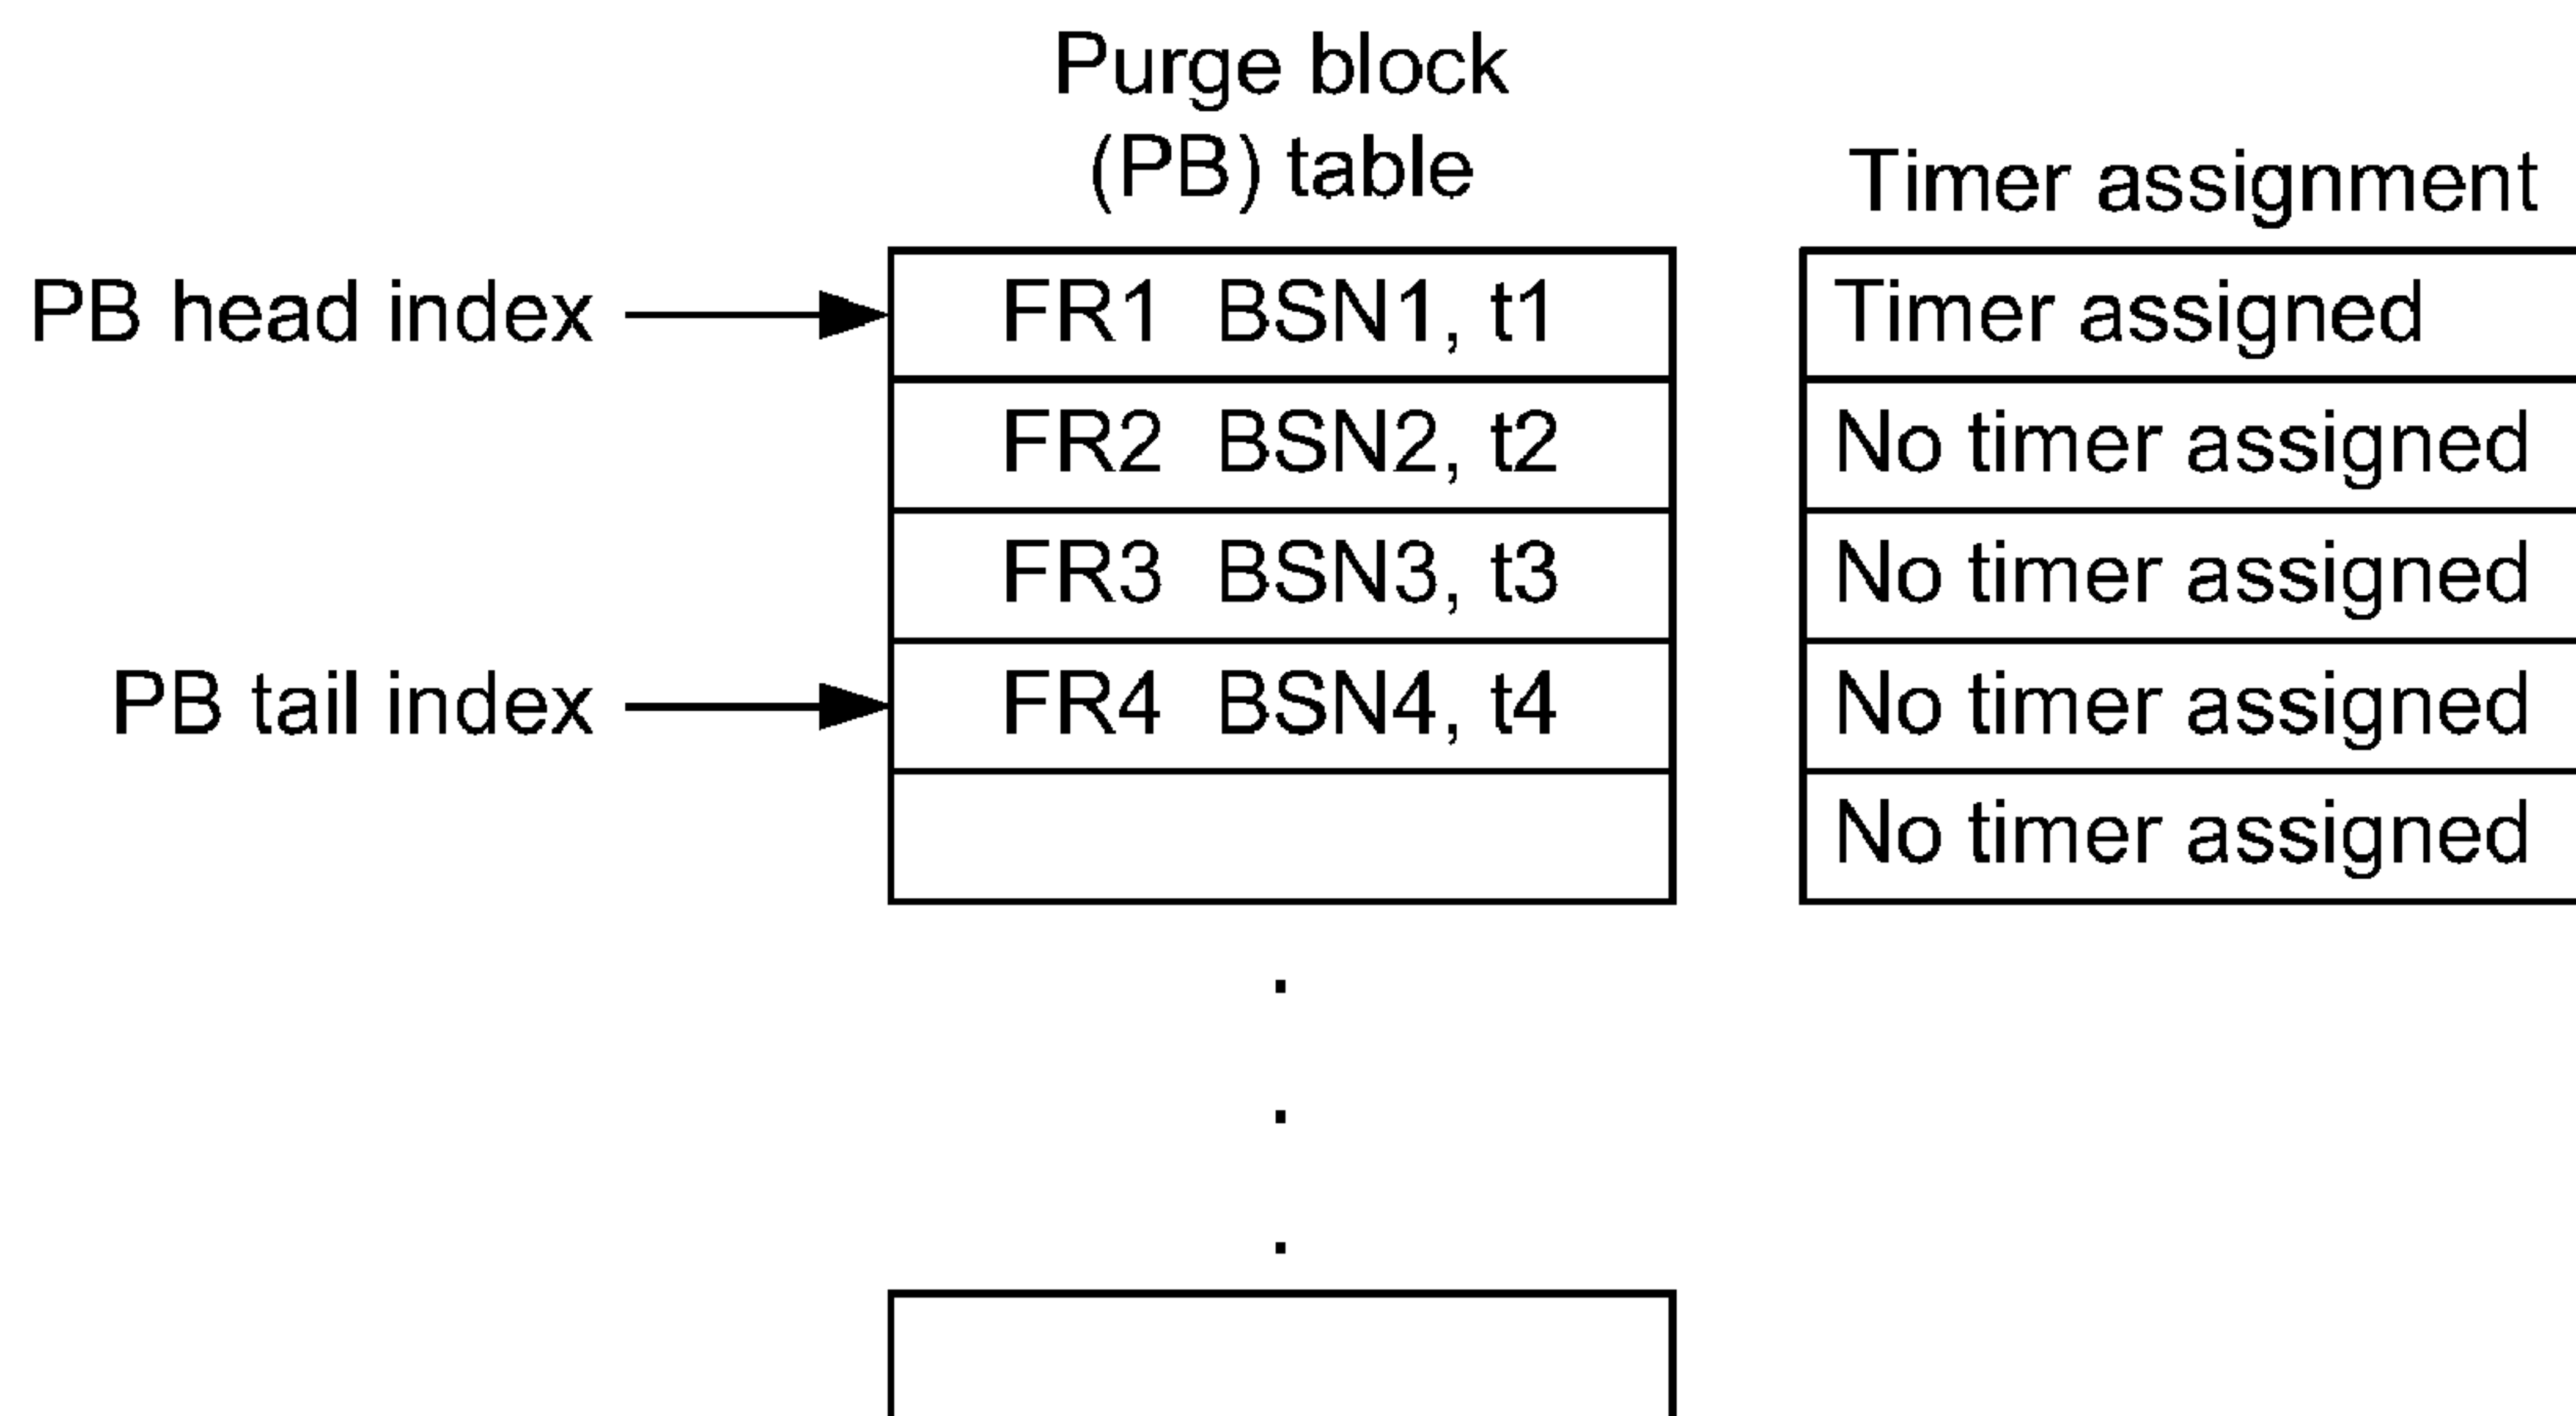 Purge block
(PB) table
Timer assignment
PB head index
FR1 BSN1, t1
Timer assigned
FR2 BSN2, t2
No timer assigned
FR3 BSN3, t3
No timer assigned
PB tail index
FR4 BSN4, t4
No timer assigned
No timer assigned